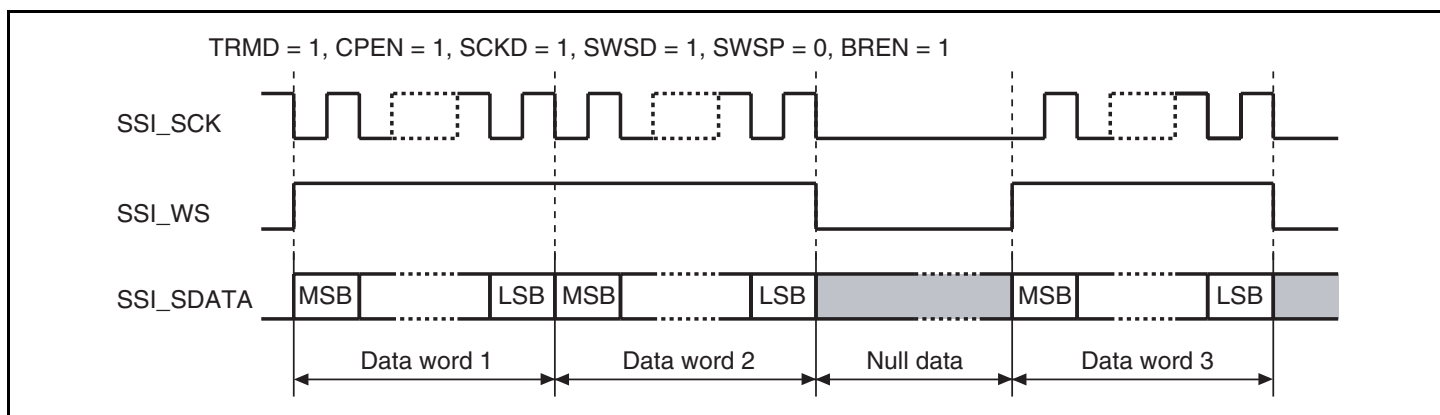 TRMD = 1, CPEN = 1, SCKD = 1, SWSD = 1, SWSP = 0, BREN = 1
SSI_SCK
SSI_WS
SSI_SDATA MSB LSB MSB LSB MSB LSB
Data word 1 Data word 2 Null data Data word 3